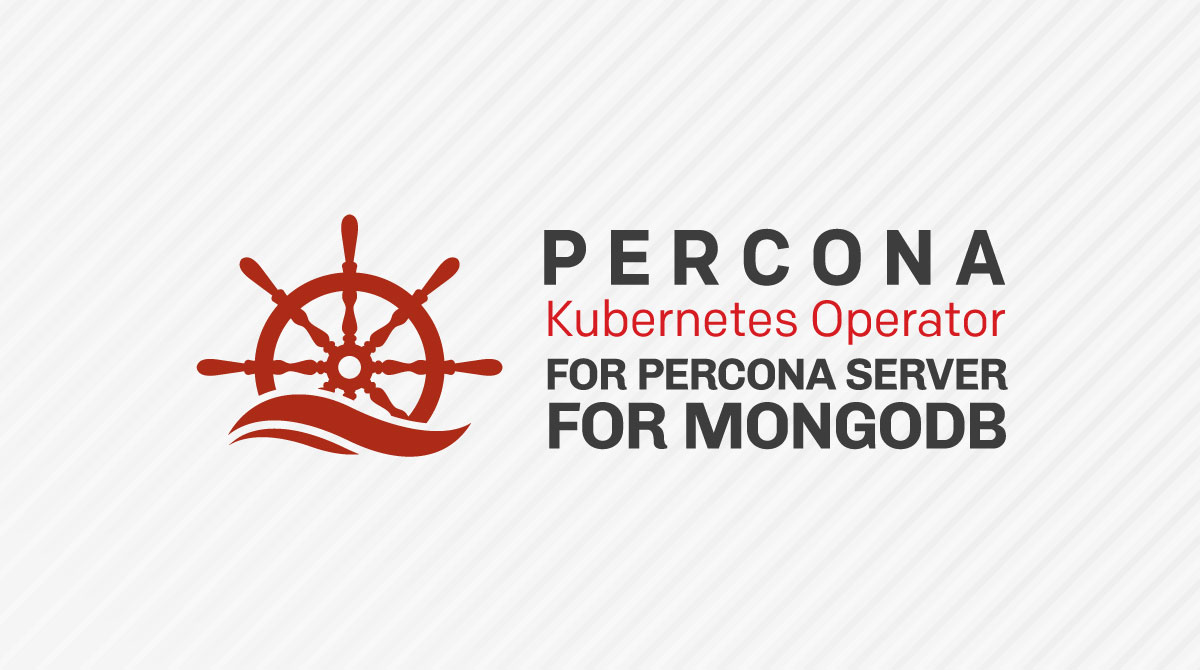 PERCONA
Kubernetes Operator
FOR PERCONA SERVER
FOR MONGODB